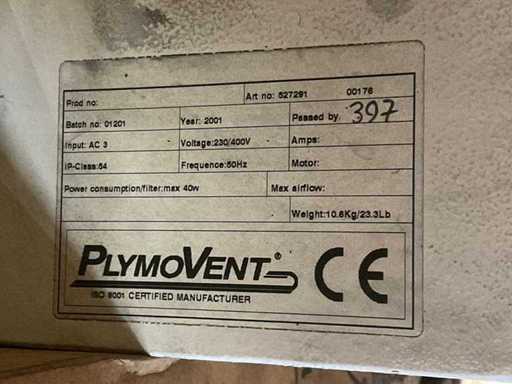 Prod no: Art no: 527291 00176
Batch no: 01201 Year: 2001 Passed by. 397
Input: AC 3 Voltage:230/400V Amps:
IP-Class:54 Frequence:50Hz Motor:
Power consumption/filter:max 40w Max airflow:
Weight:10.6Kg/23.3Lb
PLYMOVENT® CE
ISO 9001 CERTIFIED MANUFACTURER